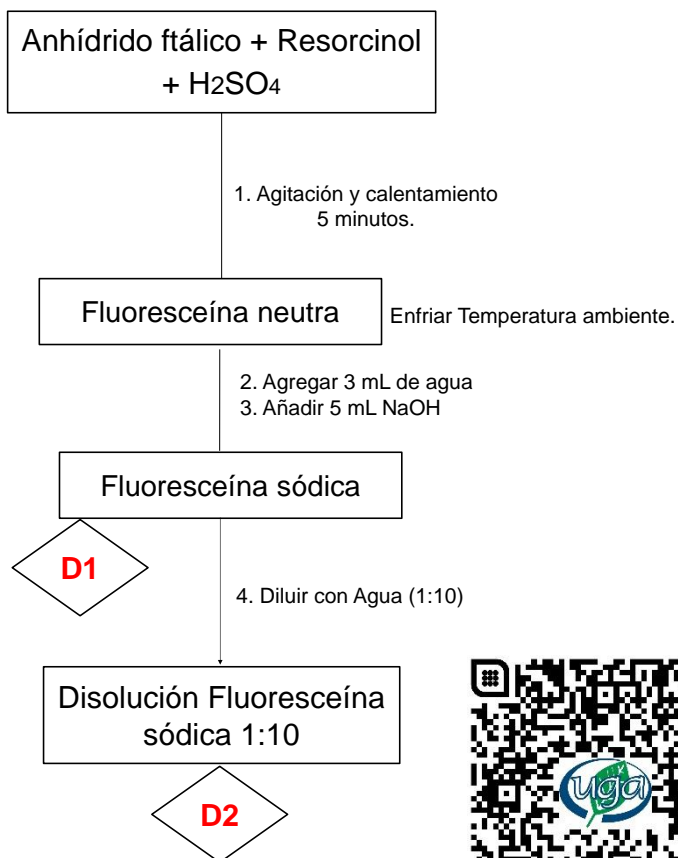 Anhídrido ftálico + Resorcinol
+ H2SO4
1. Agitación y calentamiento
5 minutos.
Fluoresceína neutra
Enfriar Temperatura ambiente.
2. Agregar 3 mL de agua
3. Añadir 5 mL NaOH
Fluoresceína sódica
D1
4. Diluir con Agua (1:10)
Disolución Fluoresceína
sódica 1:10
D2
uga